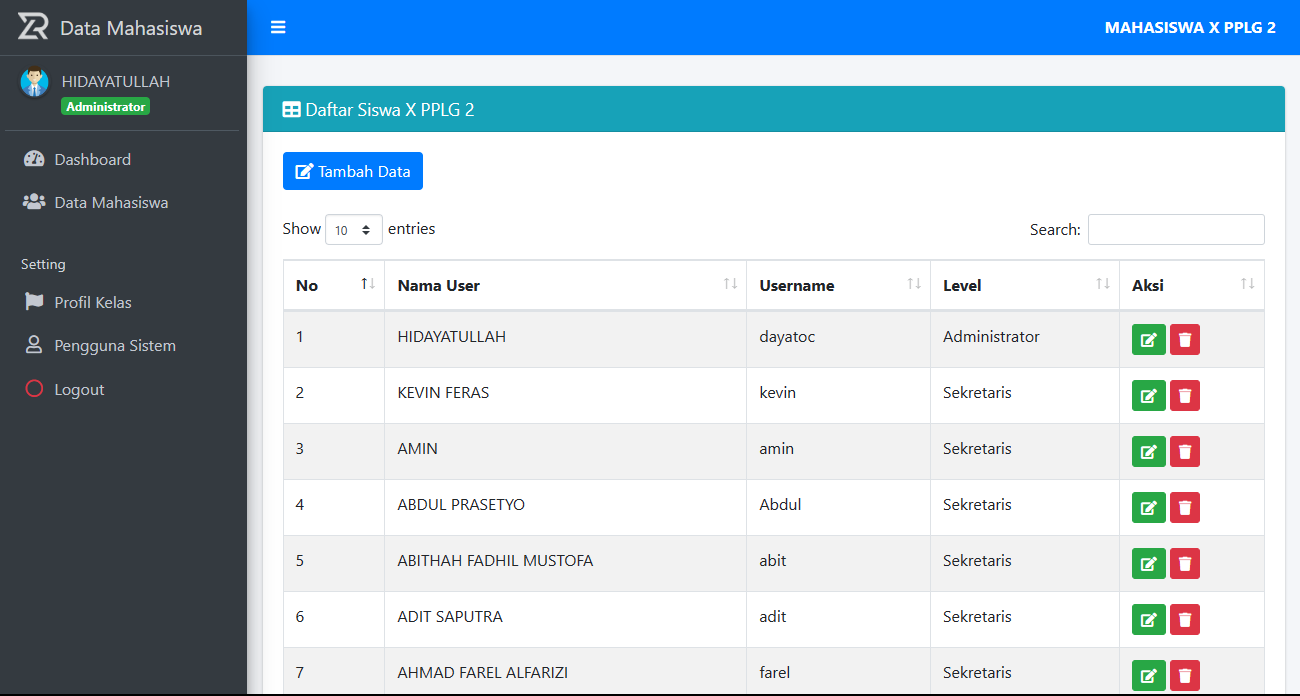 Data Mahasiswa
HIDAYATULLAH
Administrator
Dashboard
Data Mahasiswa
Setting
Profil Kelas
Pengguna Sistem
Logout
MAHASISWA X PPLG 2
Daftar Siswa X PPLG 2
Tambah Data
Show 10 entries
Search:
No Nama User Username Level Aksi
1 HIDAYATULLAH dayatoc Administrator
2 KEVIN FERAS kevin Sekretaris
3 AMIN amin Sekretaris
4 ABDUL PRASETYO Abdul Sekretaris
5 ABITHAH FADHIL MUSTOFA abit Sekretaris
6 ADIT SAPUTRA adit Sekretaris
7 AHMAD FAREL ALFARIZI farel Sekretaris